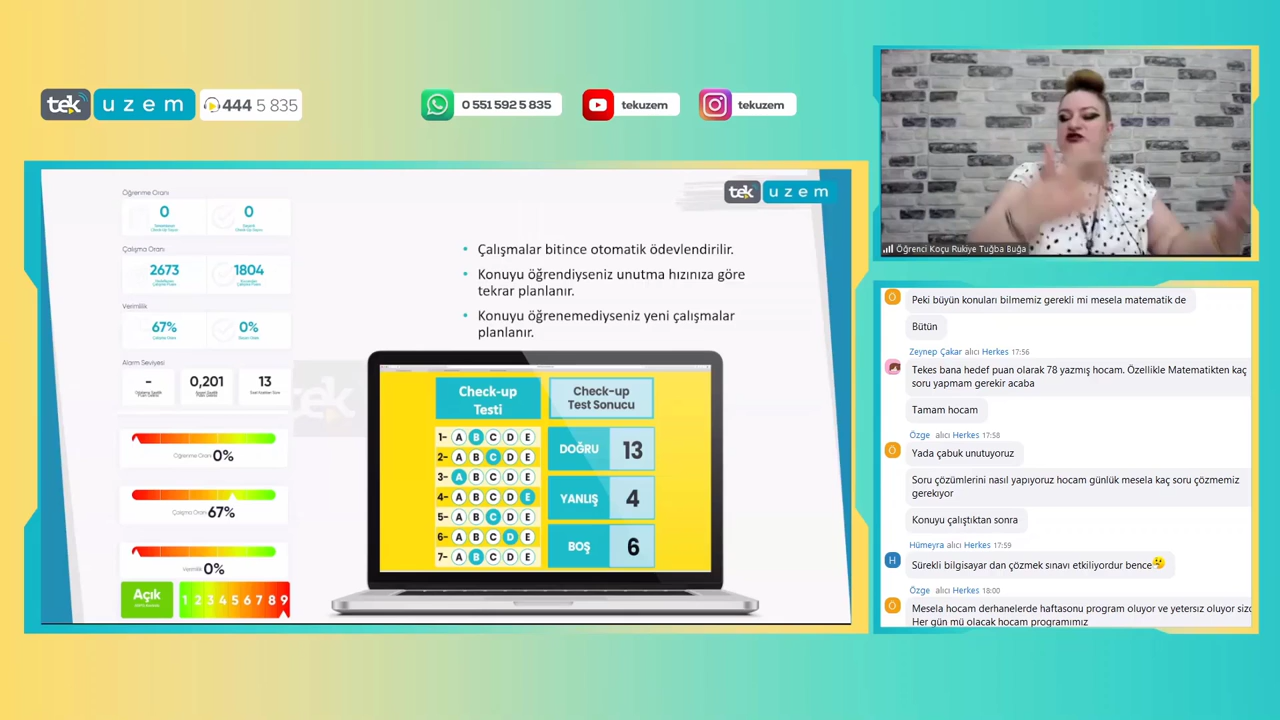 tek uzem 444 5 835
0 551 592 5 835
tekuzem
tekuzem
Öğrenme Oranı
0
0
Çalışma Oranı
2673
1804
Verimlilik
67%
0%
Alarm Seviyesi
-
0,201
13
Öğrenme Oranı 0%
Çalışma Oranı 67%
Verimlilik 0%
Açık
1 2 3 4 5 6 7 8 9
tek uzem
• Çalışmalar bitince otomatik ödevlendirilir.
• Konuyu öğrendiyseniz unutma hızınıza göre
tekrar planlanır.
• Konuyu öğrenemediyseniz yeni çalışmalar
planlanır.
tek
Check-up
Testi
1- A B C D E
2- A B C D E
3- A B C D E
4- A B C D E
5- A B C D E
6- A B C D E
7- A B C D E
Check-up
Test Sonucu
DOĞRU 13
YANLIŞ 4
BOŞ 6
Öğrenci Koçu Rukiye Tuğba Buğa
Ö
Peki büyün konuları bilmemiz gerekli mi mesela matematik de
Bütün
Zeynep Çakar alıcı Herkes 17:56
Tekes bana hedef puan olarak 78 yazmış hocam. Özellikle Matematikten kaç
soru yapmam gerekir acaba
Tamam hocam
Özge alıcı Herkes 17:58
Ö
Yada çabuk unutuyoruz
Soru çözümlerini nasıl yapıyoruz hocam günlük mesela kaç soru çözmemiz
gerekıyor
Konuyu çalıştıktan sonra
Hümeyra alıcı Herkes 17:59
H
Sürekli bilgisayar dan çözmek sınavı etkiliyordur bence
Özge alıcı Herkes 18:00
Ö
Mesela hocam derhanelerde haftasonu program oluyor ve yetersız oluyor
Her gün mü olacak hocam programımız